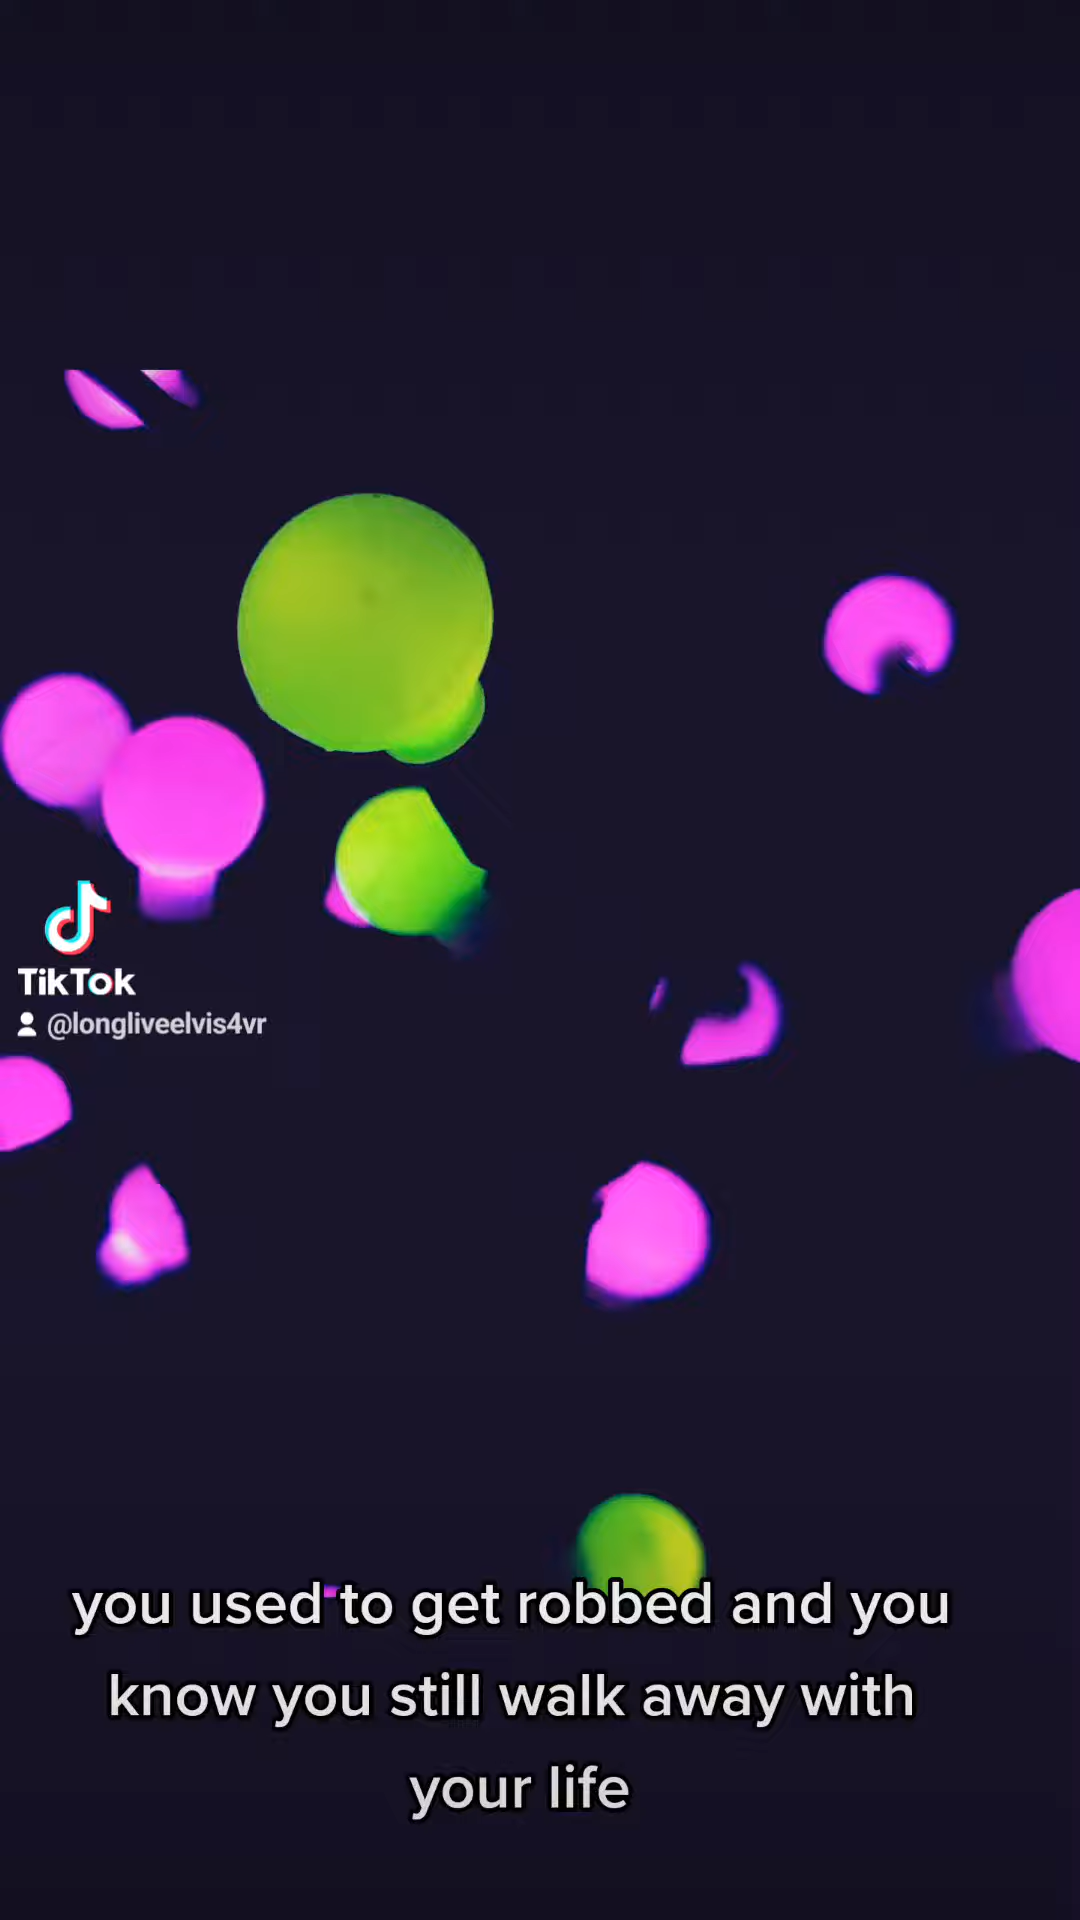 TikTok
@longliveelvis4vr
you used to get robbed and you
know you still walk away with
your life